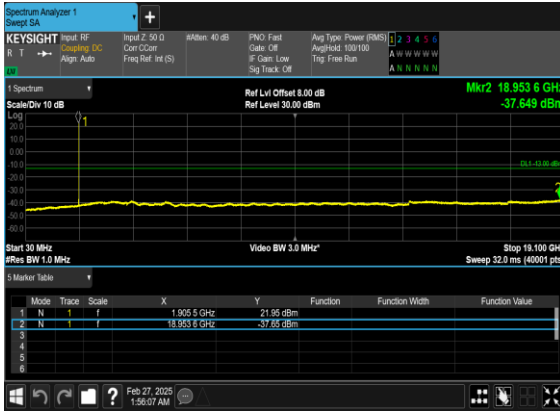 Spectrum Analyzer 1
Swept SA
+
KEYSIGHT Input: RF Input Z: 50 Ω #Atten: 40 dB PNO: Fast Avg Type: Power (RMS) 1 2 3 4 5 6
R T Coupling: DC Corr CCorr Gate: Off Avg|Hold: 100/100 A W W W W W
Align: Auto Freq Ref: Int (S) IF Gain: Low Trig: Free Run
Sig Track: Off A N N N N N
1 Spectrum Ref Lvl Offset 8.00 dB Mkr2 18.953 6 GHz
Scale/Div 10 dB Ref Level 30.00 dBm -37.649 dBm
Log
1
20.0
10.0
0.00
-10.0
DL1 -13.00 dBm
-20.0
-30.0
-40.0
-50.0
-60.0
Start 30 MHz Video BW 3.0 MHz* Stop 19.100 GHz
#Res BW 1.0 MHz Sweep 32.0 ms (40001 pts)
5 Marker Table
Mode Trace Scale X Y Function Function Width Function Value
1 N 1 f 1.905 5 GHz 21.95 dBm
2 N 1 f 18.953 6 GHz -37.65 dBm
3
4
5
6
? Feb 27, 2025
1:56:07 AM